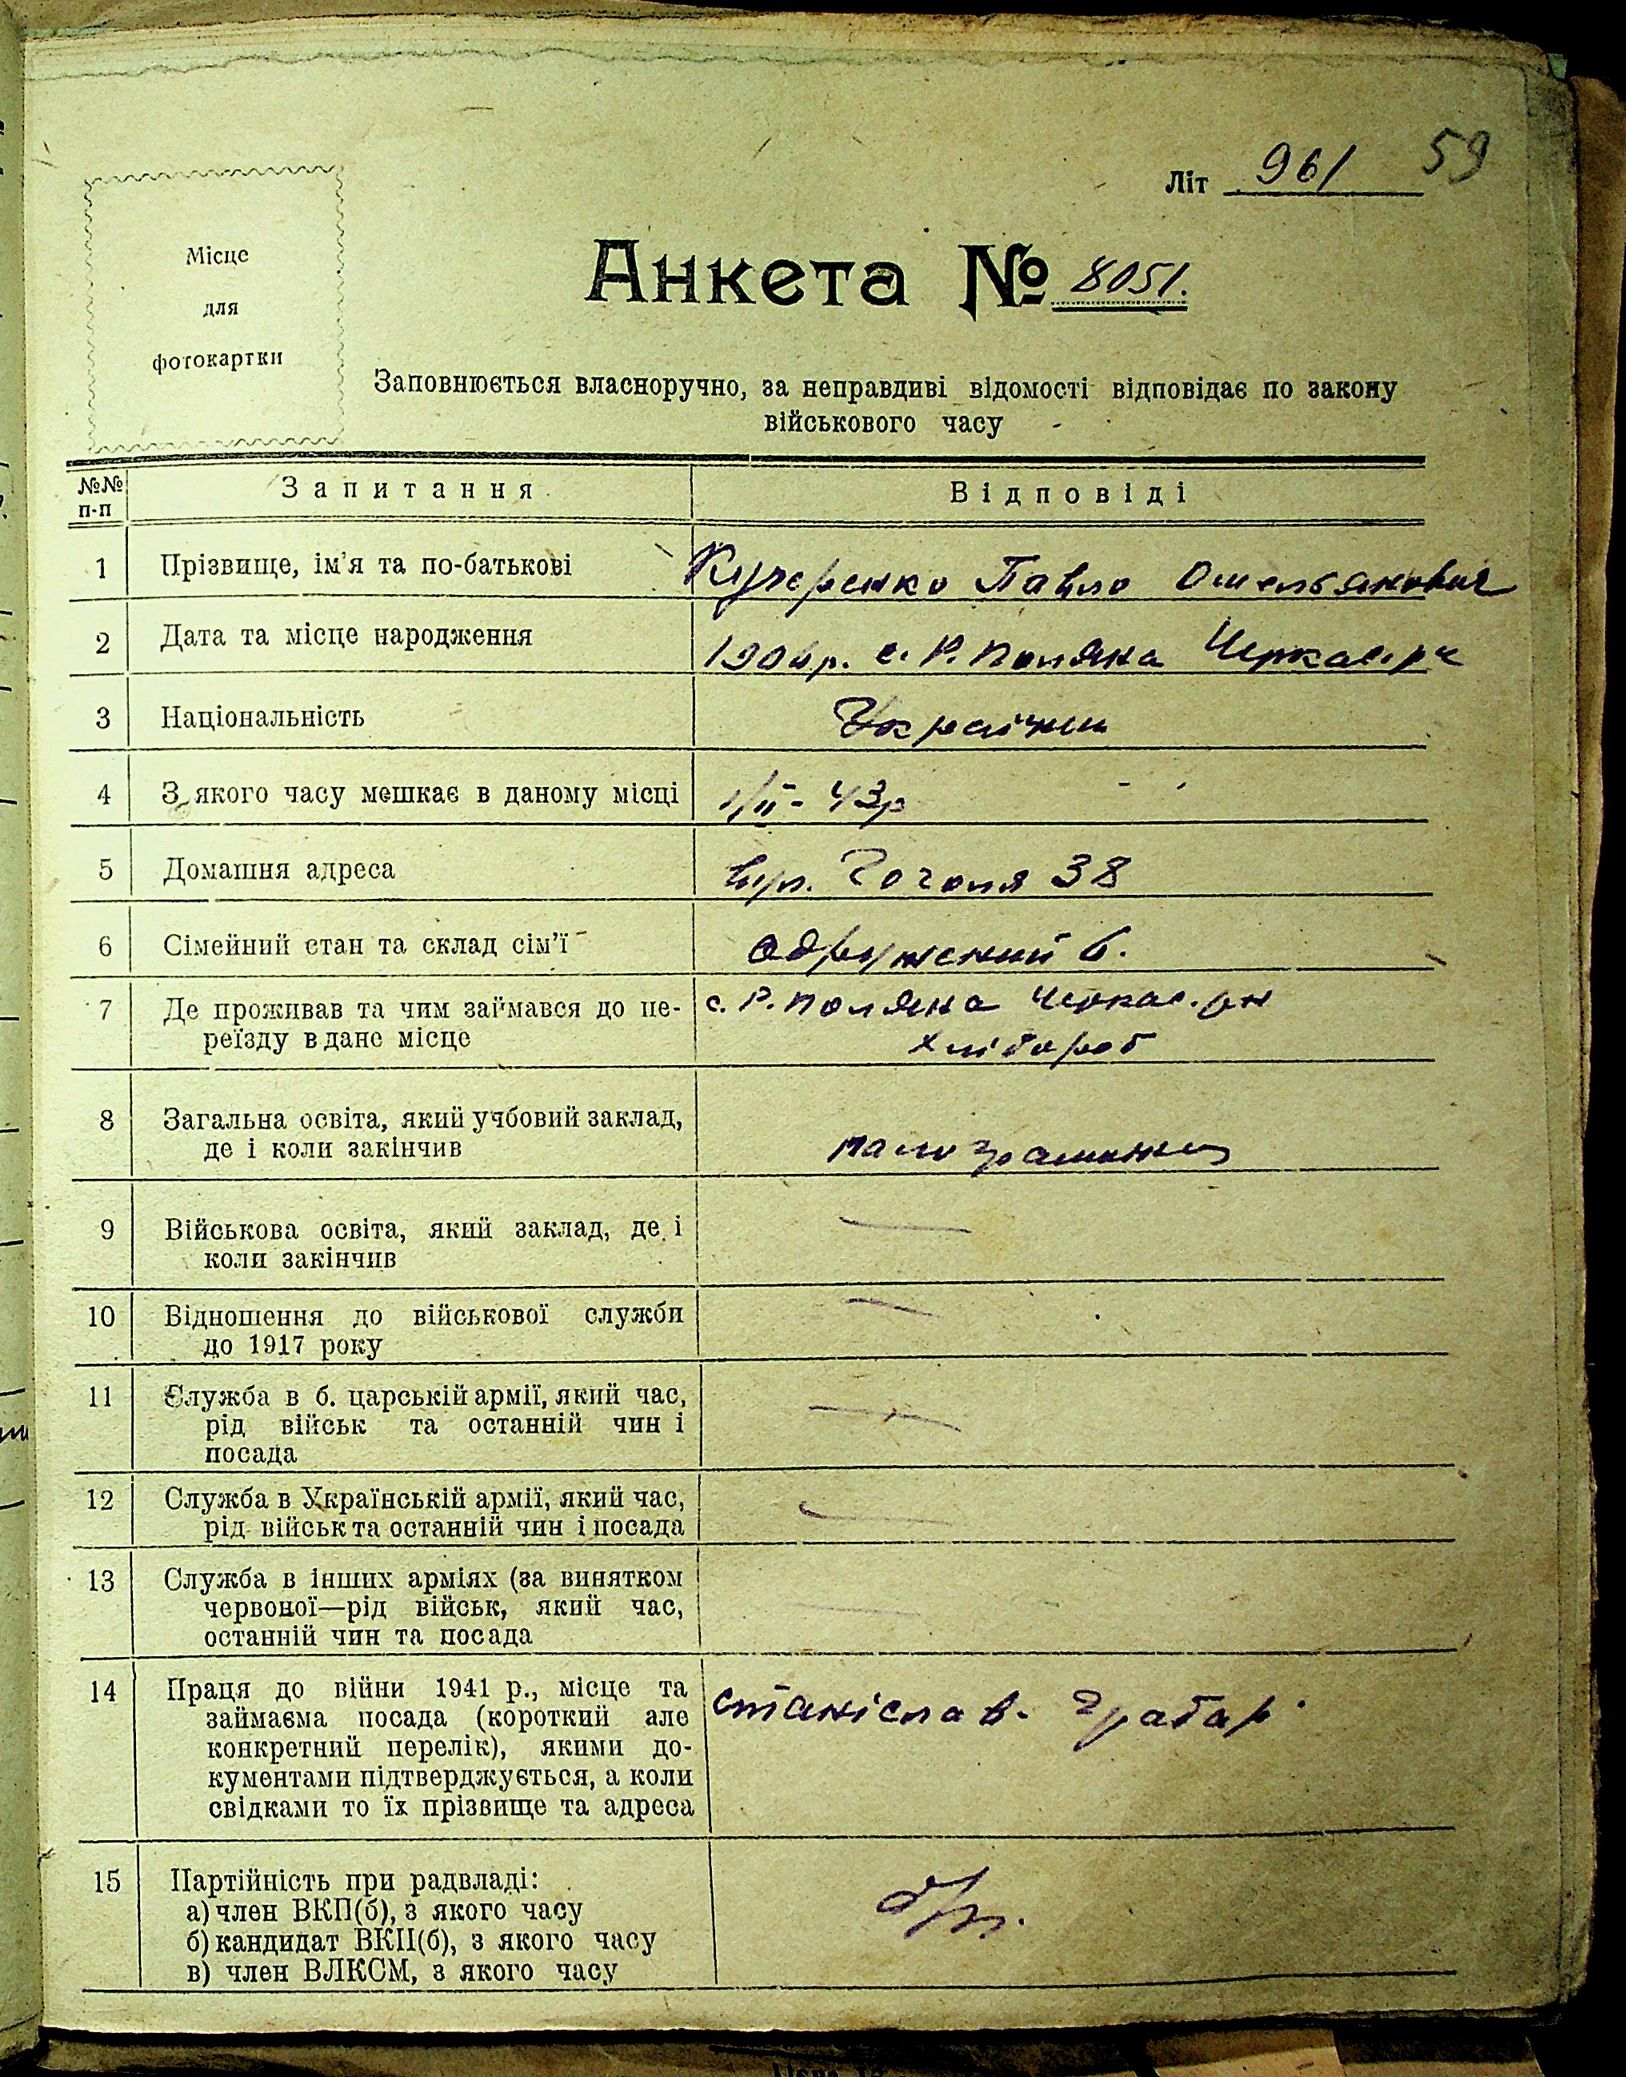 59
Літ 961
Місце
для
фотокартки
Анкета № 8051.
Заповнюється власноручно, за неправдиві відомості відповідає по закону
військового часу
№№ п-п Запитання Відповіді
1 Прізвище, ім'я та по-батькові Кучеренко Павло Омельянович
2 Дата та місце народження с. Р. Поляна Черкас. рн
3 Національність Українец
4 З якого часу мешкає в даному місці 1/II - 43р
5 Домашня адреса вул. Гоголя 38
6 Сімейний стан та склад сім'ї одружений 6.
7 Де проживав та чим займався до пе- с. Р. Поляна Черкас. рн
реїзду в дане місце хлібороб
8 Загальна освіта, який учбовий заклад,
де і коли закінчив малограмотний
9 Військова освіта, який заклад, де і
коли закінчив —
10 Відношення до військової служби —
до 1917 року
11 Служба в б. царській армії, який час, —
рід військ та останній чин і
посада
12 Служба в Українській армії, який час, —
рід військ та останній чин і посада
13 Служба в інших арміях (за винятком
червоної—рід військ, який час, —
останній чин та посада
14 Праця до війни 1941 р., місце та Станіслав. Грабар.
займаєма посада (короткий але
конкретний перелік), якими до-
кументами підтверджується, а коли
свідками то їх прізвище та адреса
15 Партійність при радвладі:
а) член ВКП(б), з якого часу б/п.
б) кандидат ВКП(б), з якого часу
в) член ВЛКСМ, з якого часу